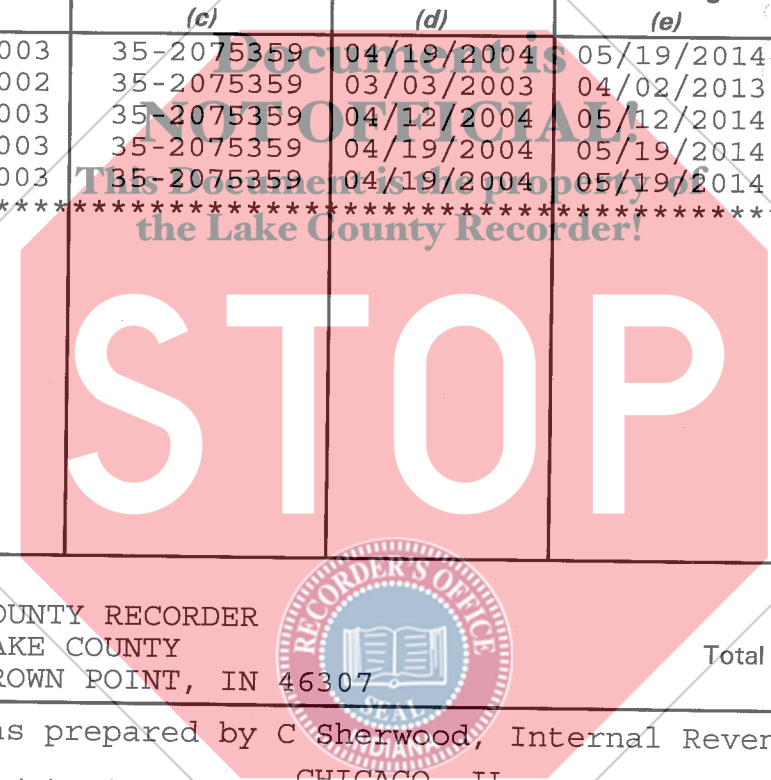 (c) (d) (e)
003 35-2075359 04/19/2004 05/19/2014
002 35-2075359 03/03/2003 04/02/2013
003 35-2075359 04/12/2004 05/12/2014
003 35-2075359 04/19/2004 05/19/2014
003 35-2075359 04/19/2004 05/19/2014
********************************************
Document is
NOT OFFICIAL!
This Document is the property of
the Lake County Recorder!
STOP
RECORDER'S OFFICE
SEAL
INDIANA
OUNTY RECORDER
AKE COUNTY
Total
ROWN POINT, IN 46307
as prepared by C Sherwood, Internal Reven
CHICAGO, IL